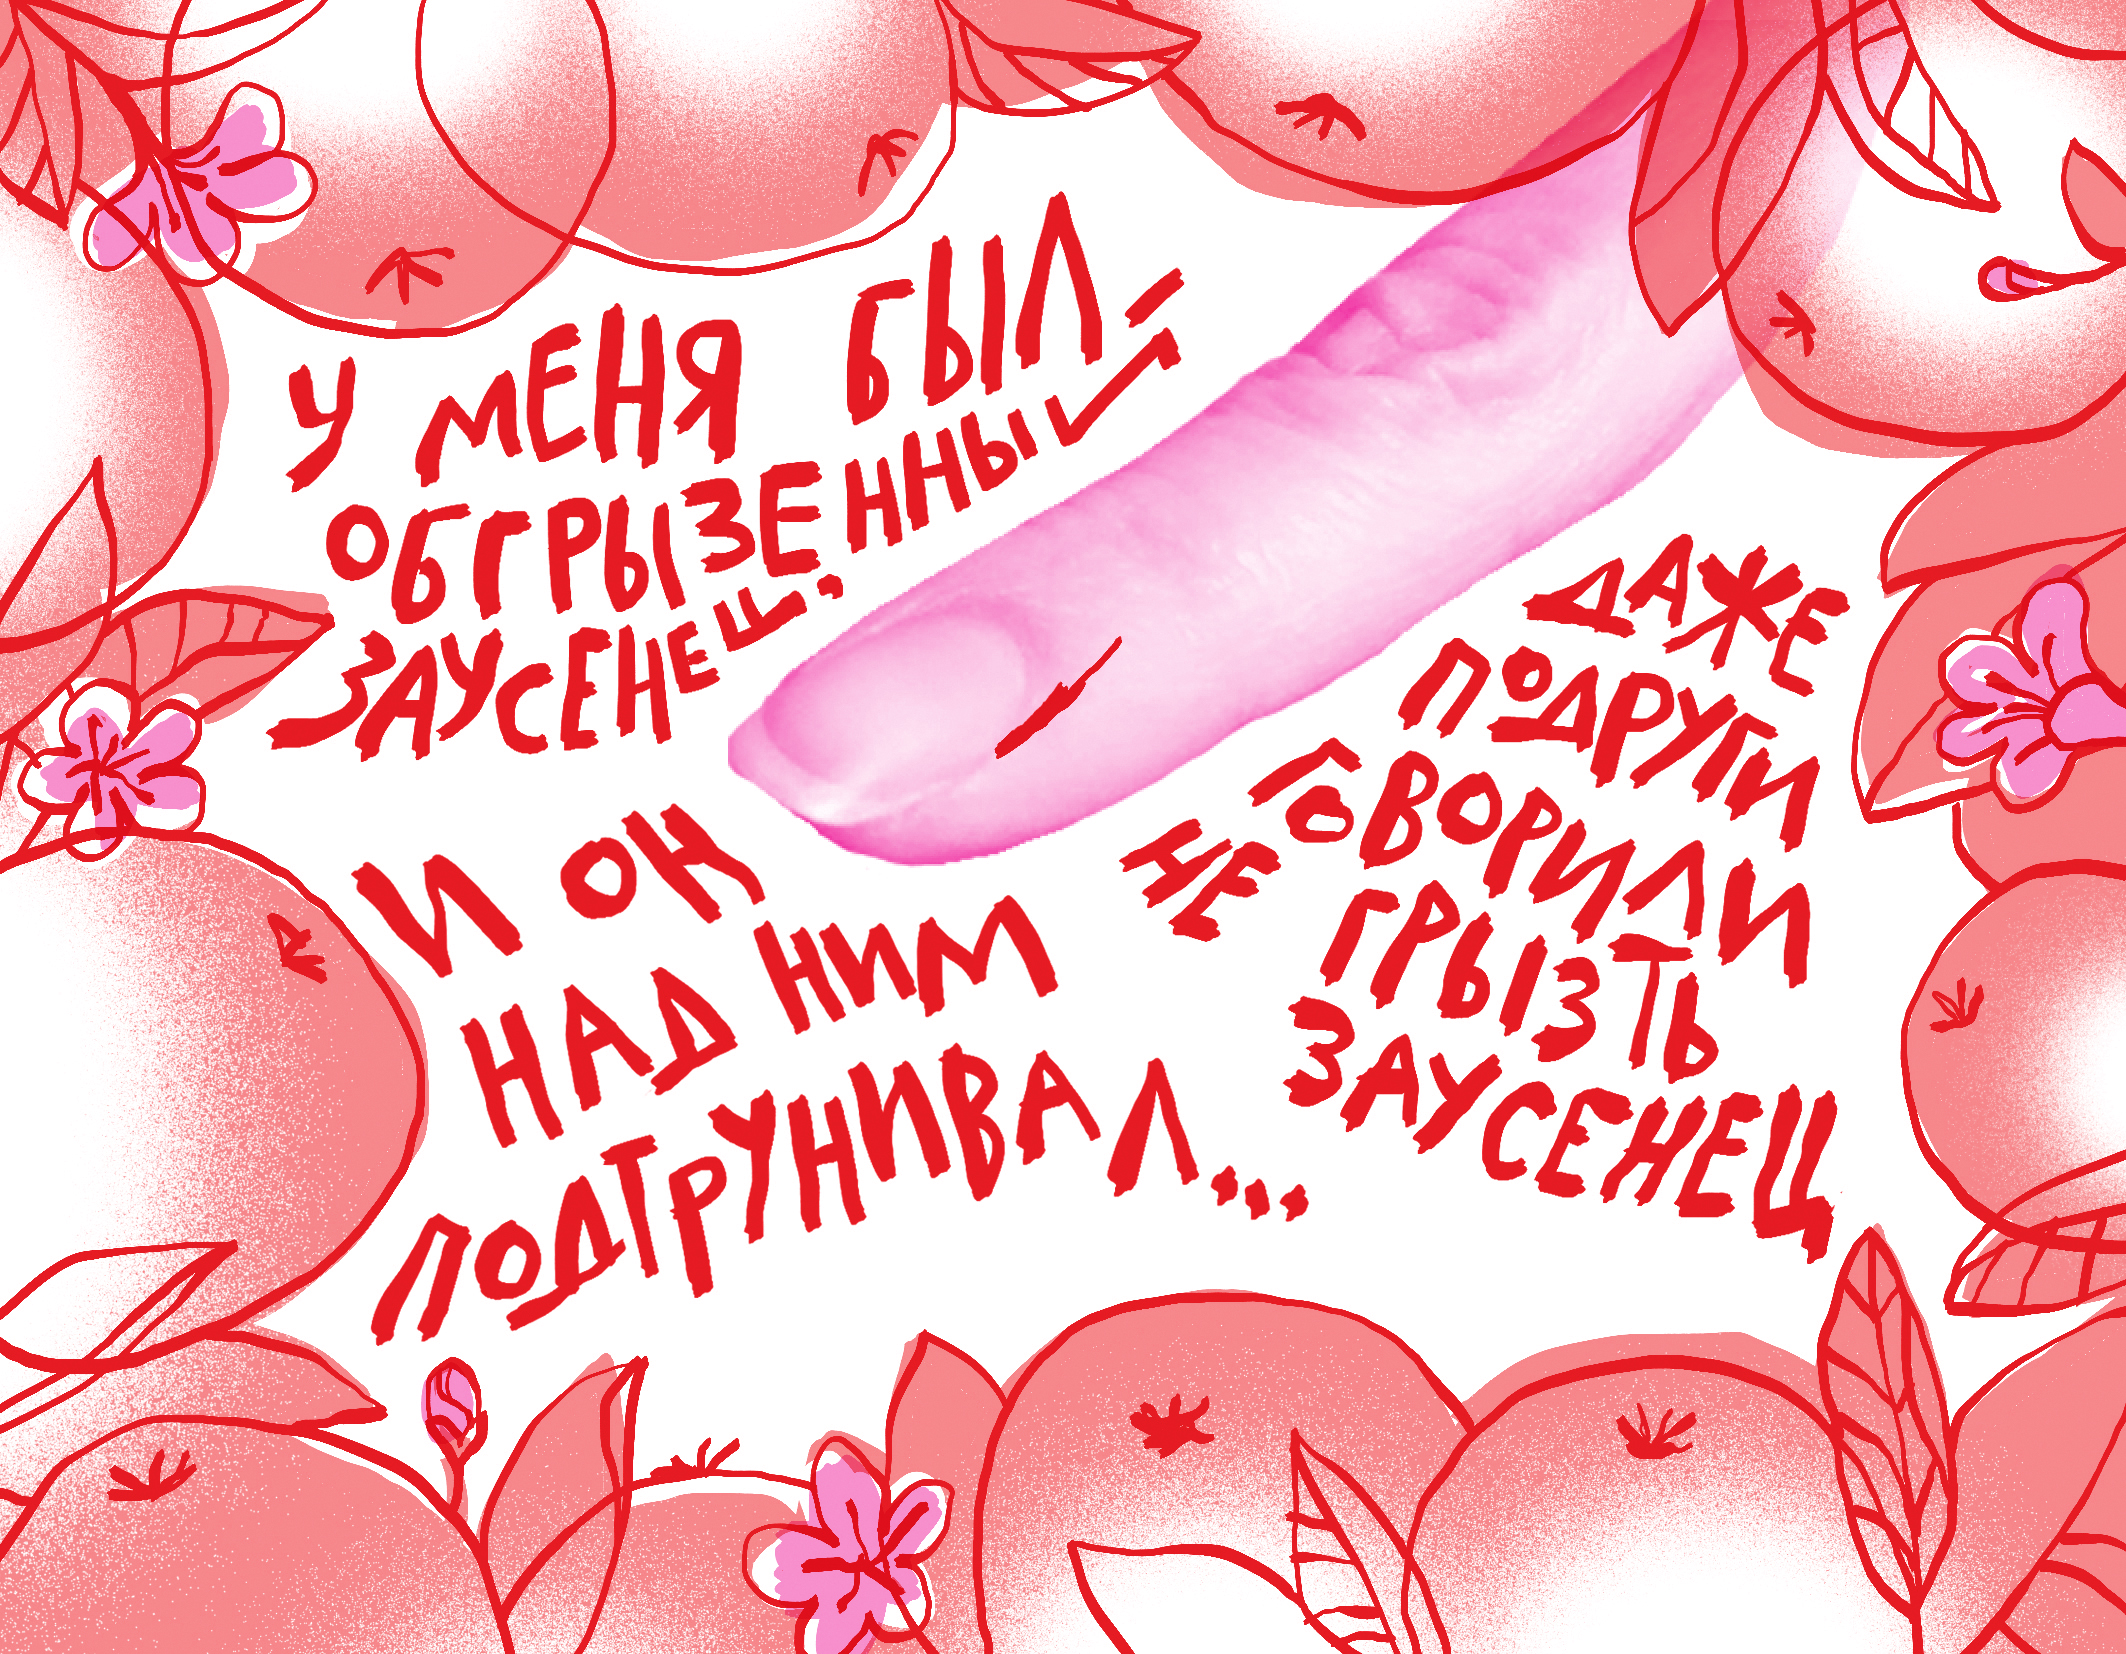 У МЕНЯ БЫЛ
ОБГРЫЗЕННЫЙ
ЗАУСЕНЕЦ,
И ОН
НАД НИМ
ПОДТРУНИВАЛ...
ДАЖЕ
ПОДРУГИ
ГОВОРИЛИ
НЕ ГРЫЗТЬ
ЗАУСЕНЕЦ